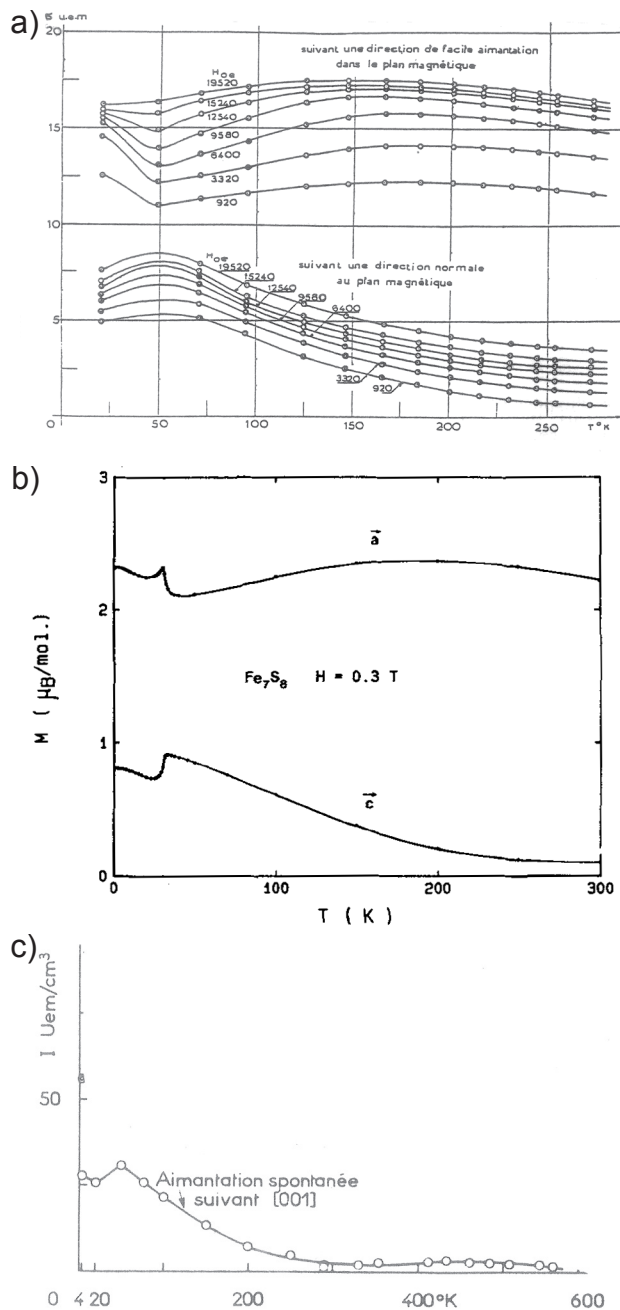 a)
σ u.e.m
20
15
10
5
0
H Oe
19520
15240
12540
9580
6400
3320
920
suivant une direction de facile aimantation
dans le plan magnétique
H Oe
19520
15240
12540
9580
6400
3320
920
suivant une direction normale
au plan magnétique
50
100
150
200
250
T°K
b)
3
2
1
0
M ( μB/mol.)
a
Fe7S8 H = 0.3 T
c
0
100
200
300
T ( K )
c)
I Uem/cm³
50
Aimantation spontanée
suivant [001]
0
4
20
200
400°K
600